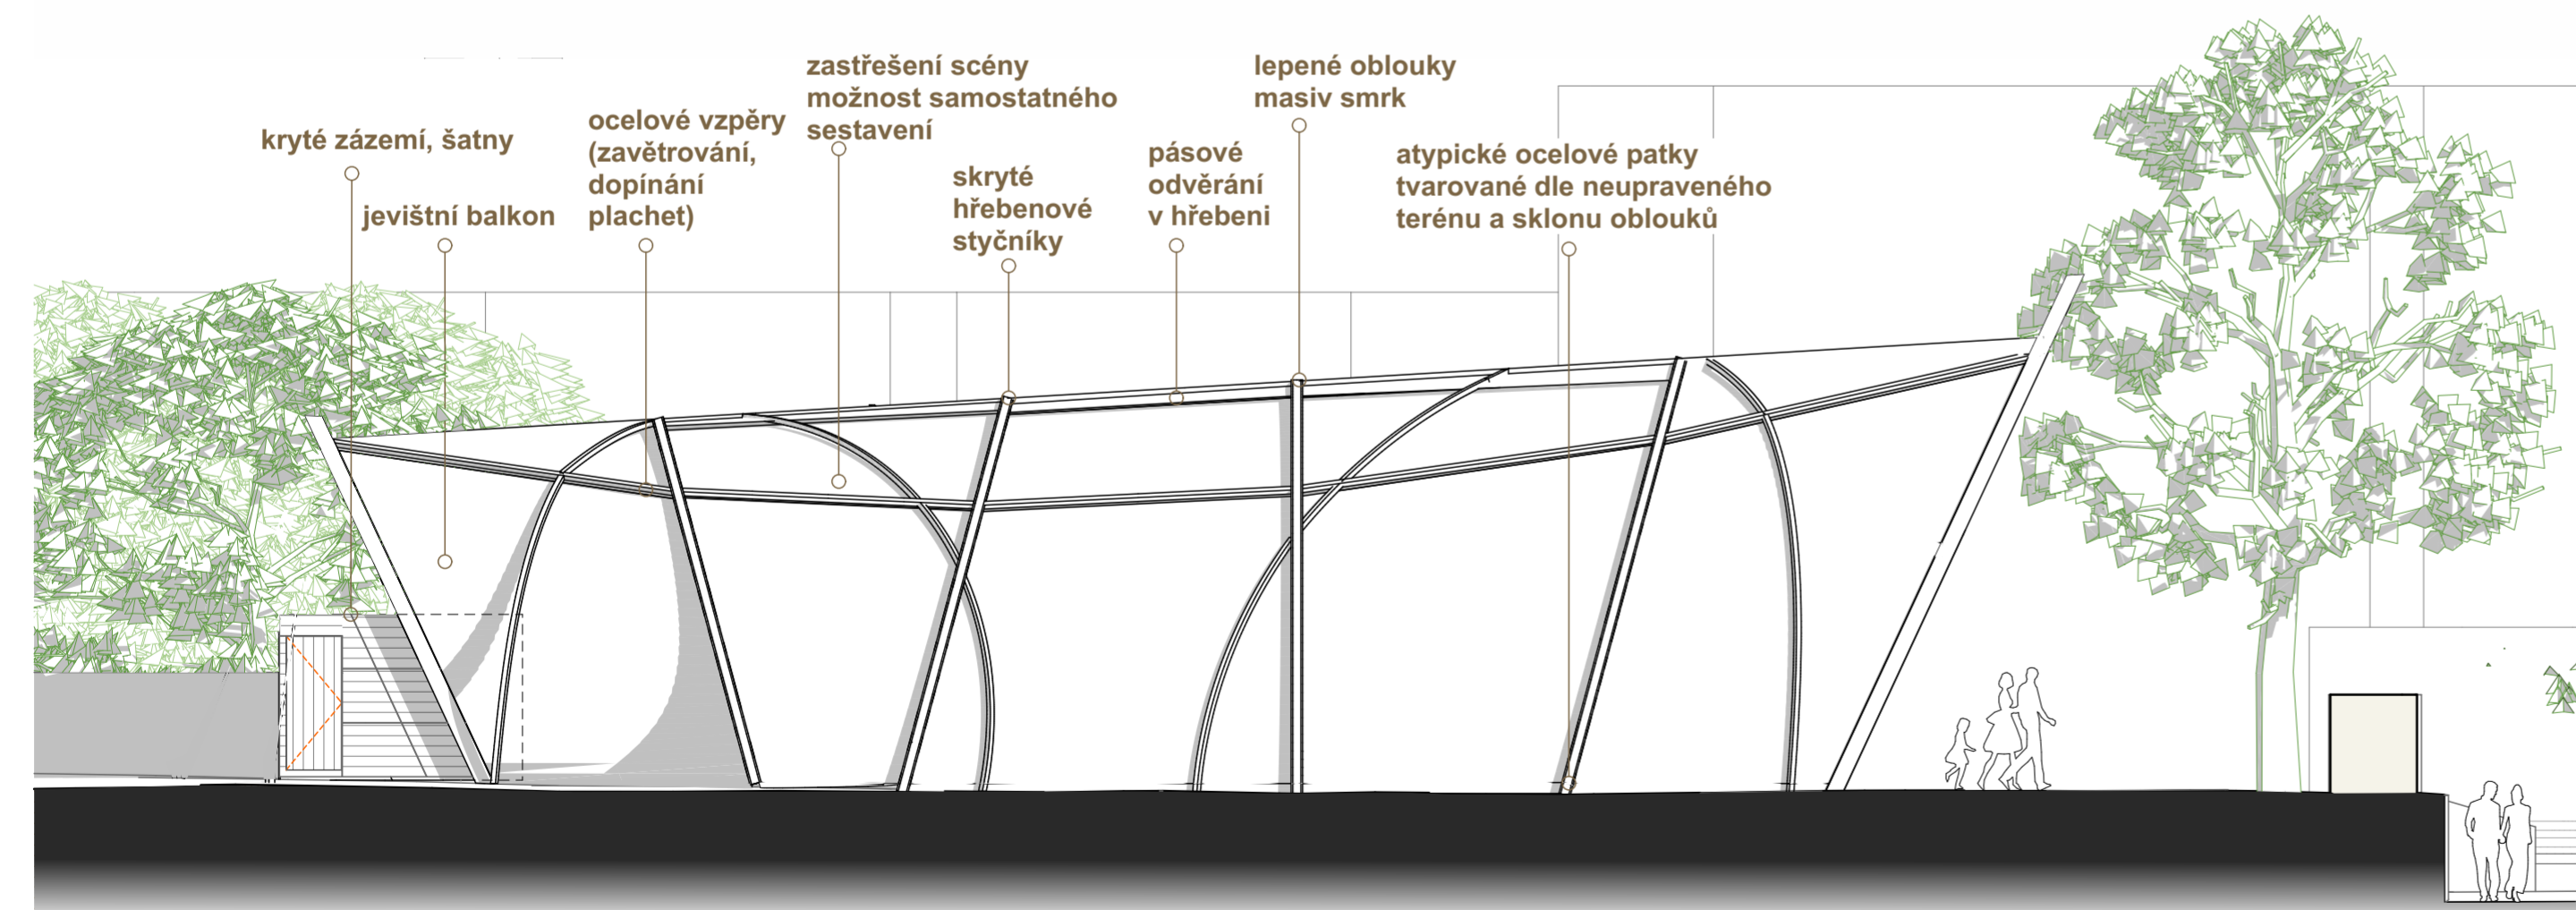 kryté zázemí, šatny
jevištní balkon
ocelové vzpěry
(zavětrování,
dopínání
plachet)
zastřešení scény
možnost samostatného
sestavení
skryté
hřebenové
styčníky
pásové
odvěrání
v hřebeni
lepené oblouky
masiv smrk
atypické ocelové patky
tvarované dle neupraveného
terénu a sklonu oblouků